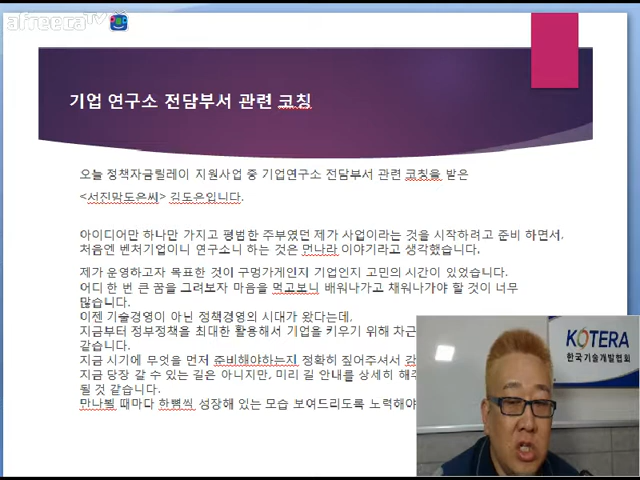 afreecaTV
기업 연구소 전담부서 관련 코칭
오늘 정책자금릴레이 지원사업 중 기업연구소 전담부서 관련 코칭을 받은
<서진맘도은씨> 김도은입니다.
아이디어만 하나만 가지고 평범한 주부였던 제가 사업이라는 것을 시작하려고 준비 하면서.
처음엔 벤처기업이니 연구소니 하는 것은 먼나라 이야기라고 생각했습니다.
제가 운영하고자 목표한 것이 구멍가게인지 기업인지 고민의 시간이 있었습니다.
어디 한 번 큰 꿈을 그려보자 마음을 먹고보니 배워나가고 채워나가야 할 것이 너무
많습니다.
이젠 기술경영이 아닌 정책경영의 시대가 왔다는데,
지금부터 정부정책을 최대한 활용해서 기업을 키우기 위해 차근
같습니다.
지금 시기에 무엇을 먼저 준비해야하는지 정확히 짚어주셔서 감
지금 당장 갈 수 있는 길은 아니지만, 미리 길 안내를 상세히 해주
될 것 같습니다.
만나뵐 때마다 한뼘씩 성장해 있는 모습 보여드리도록 노력해야
KOTERA
한국기술개발협회